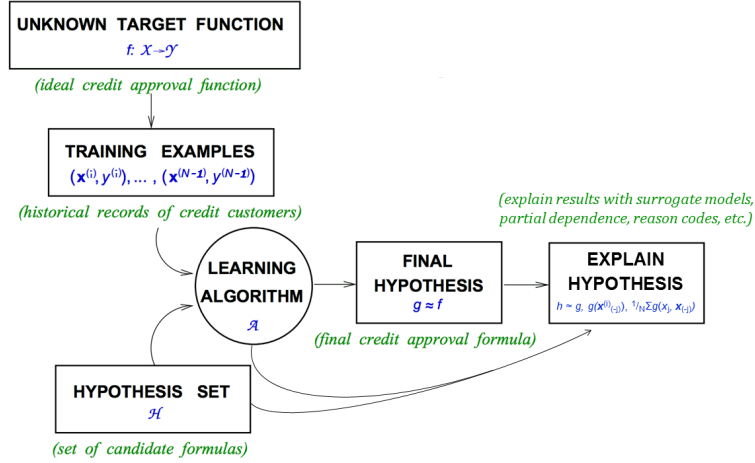 UNKNOWN TARGET FUNCTION
f: 𝒳→𝒴
(ideal credit approval function)
TRAINING EXAMPLES
(x⁽ⁱ⁾, y⁽ⁱ⁾), ... , (x⁽ᴺ⁻¹⁾, y⁽ᴺ⁻¹⁾)
(historical records of credit customers)
LEARNING
ALGORITHM
𝒜
HYPOTHESIS SET
ℋ
(set of candidate formulas)
FINAL
HYPOTHESIS
g ≈ f
(final credit approval formula)
(explain results with surrogate models,
partial dependence, reason codes, etc.)
EXPLAIN
HYPOTHESIS
h ≈ g, g(x⁽ⁱ⁾₍₋ⱼ₎), ¹/ₙΣg(xⱼ, x₍₋ⱼ₎)